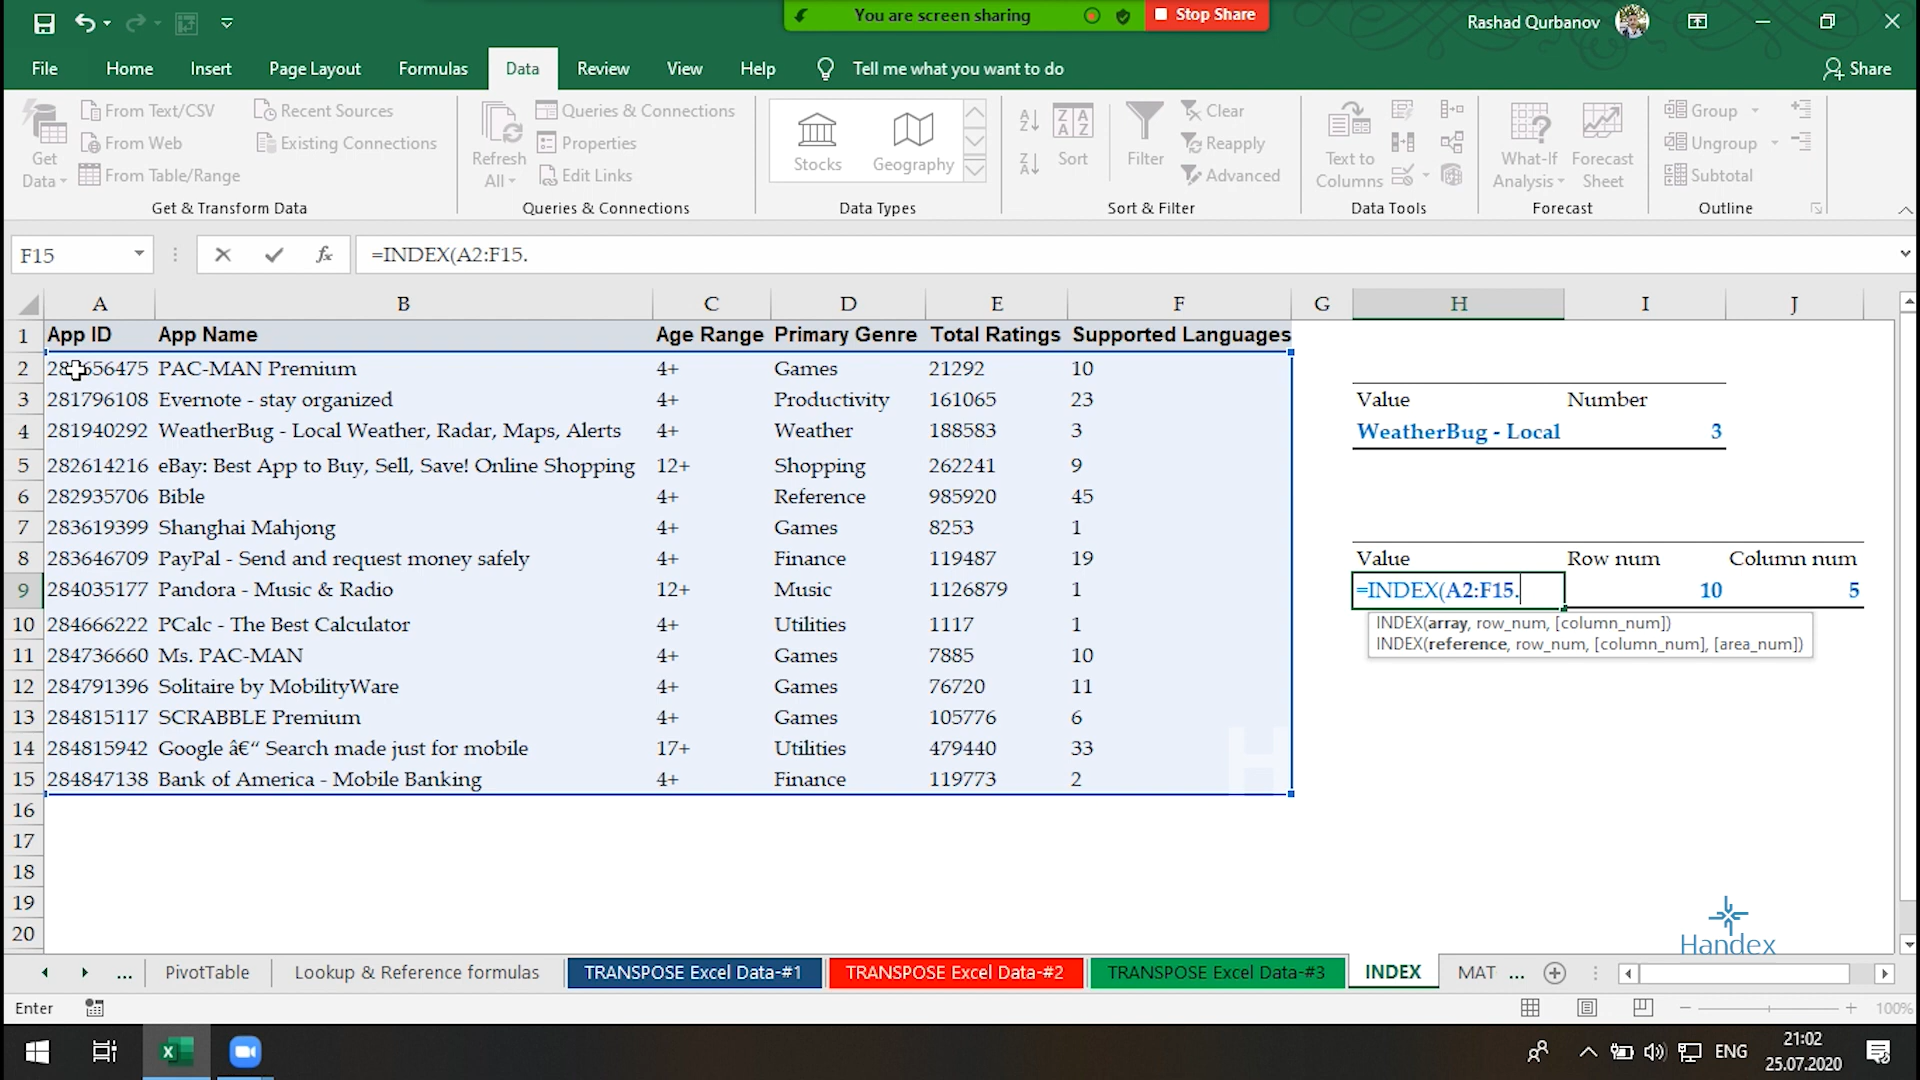 You are screen sharing
Stop Share
Rashad Qurbanov
File Home Insert Page Layout Formulas Data Review View Help Tell me what you want to do Share
Get Data
From Text/CSV
From Web
From Table/Range
Recent Sources
Existing Connections
Get & Transform Data
Refresh All
Queries & Connections
Properties
Edit Links
Queries & Connections
Stocks
Geography
Data Types
Sort
Filter
Clear
Reapply
Advanced
Sort & Filter
Text to Columns
Data Tools
What-If Analysis
Forecast Sheet
Forecast
Group
Ungroup
Subtotal
Outline
F15
fx
=INDEX(A2:F15.
A B C D E F G H I J
1 App ID App Name Age Range Primary Genre Total Ratings Supported Languages
2 281656475 PAC-MAN Premium 4+ Games 21292 10
3 281796108 Evernote - stay organized 4+ Productivity 161065 23 Value Number
4 281940292 WeatherBug - Local Weather, Radar, Maps, Alerts 4+ Weather 188583 3 WeatherBug - Local 3
5 282614216 eBay: Best App to Buy, Sell, Save! Online Shopping 12+ Shopping 262241 9
6 282935706 Bible 4+ Reference 985920 45
7 283619399 Shanghai Mahjong 4+ Games 8253 1
8 283646709 PayPal - Send and request money safely 4+ Finance 119487 19 Value Row num Column num
9 284035177 Pandora - Music & Radio 12+ Music 1126879 1 =INDEX(A2:F15. 10 5
INDEX(array, row_num, [column_num])
INDEX(reference, row_num, [column_num], [area_num])
10 284666222 PCalc - The Best Calculator 4+ Utilities 1117 1
11 284736660 Ms. PAC-MAN 4+ Games 7885 10
12 284791396 Solitaire by MobilityWare 4+ Games 76720 11
13 284815117 SCRABBLE Premium 4+ Games 105776 6
14 284815942 Google â€“ Search made just for mobile 17+ Utilities 479440 33
15 284847138 Bank of America - Mobile Banking 4+ Finance 119773 2
16
17
18
19
20
H
Handex
... PivotTable Lookup & Reference formulas TRANSPOSE Excel Data-#1 TRANSPOSE Excel Data-#2 TRANSPOSE Excel Data-#3 INDEX MAT ...
Enter
100%
ENG
21:02
25.07.2020